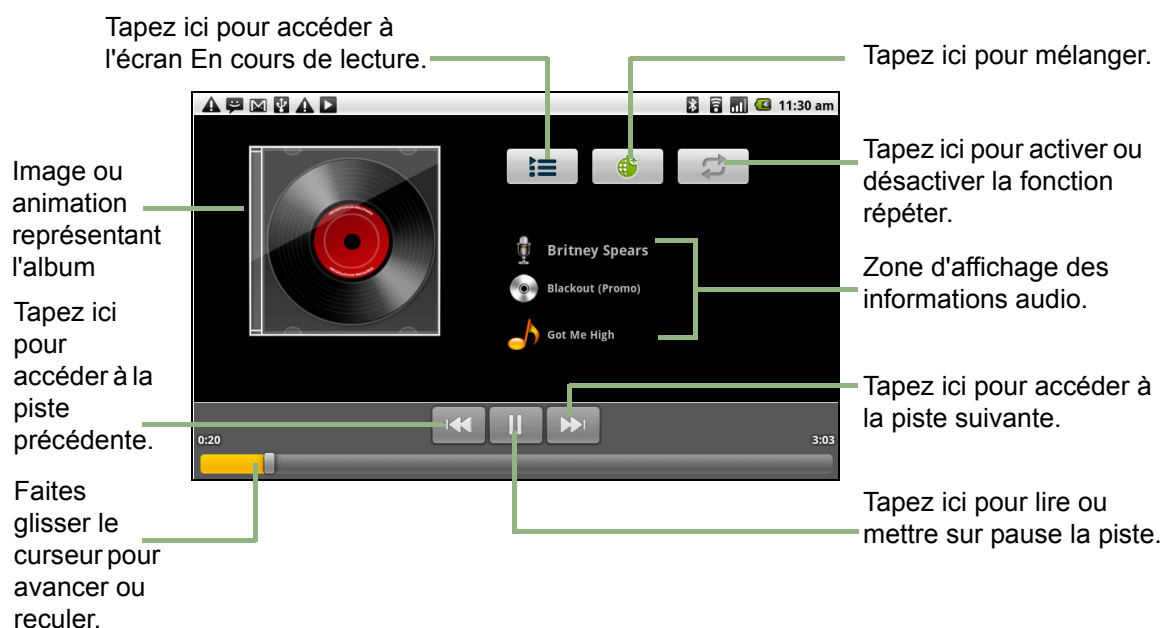 Tapez ici pour accéder à
l'écran En cours de lecture.
Tapez ici pour mélanger.
11:30 am
Image ou
animation
représentant
l'album
Tapez ici pour activer ou
désactiver la fonction
répéter.
Britney Spears
Blackout (Promo)
Got Me High
Zone d'affichage des
informations audio.
Tapez ici
pour
accéder à la
piste
précédente.
Tapez ici pour accéder à
la piste suivante.
0:20
3:03
Faites
glisser le
curseur pour
avancer ou
reculer.
Tapez ici pour lire ou
mettre sur pause la piste.